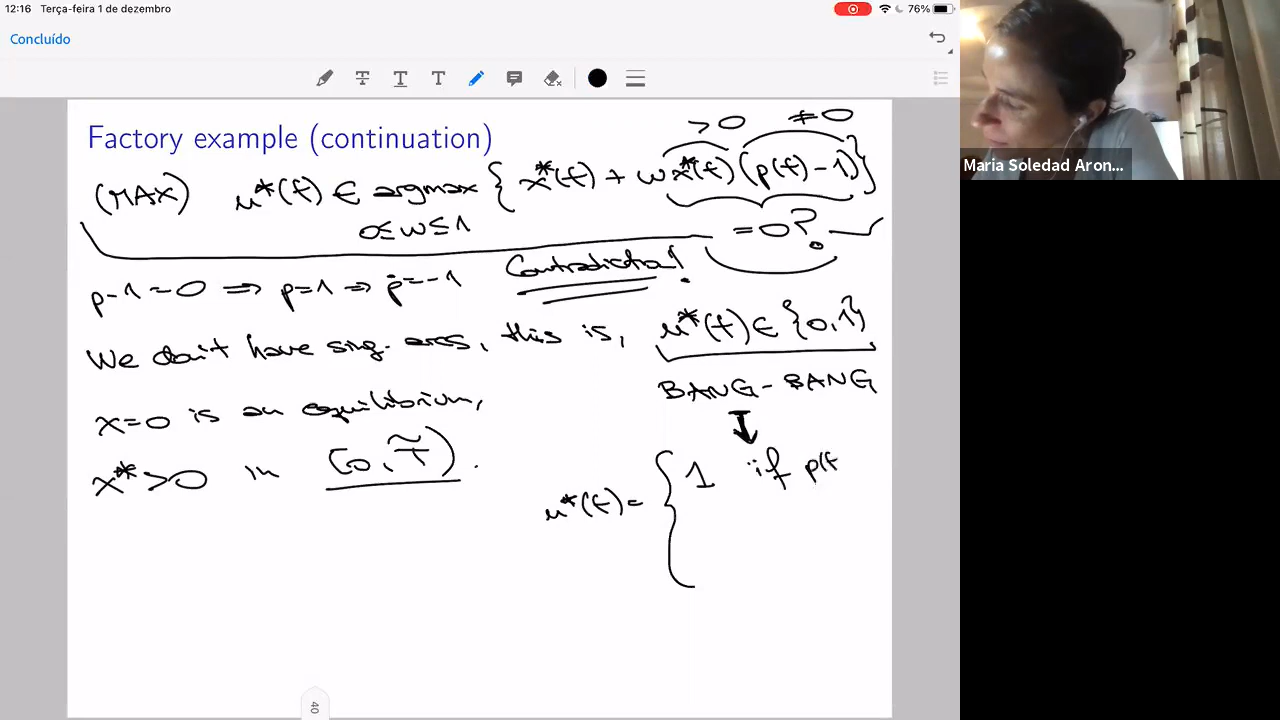 12:16 Terça-feira 1 de dezembro 76%
Concluído
Factory example (continuation)
>0 ≠0
(MAX) u*(t) ∈ argmax { x*(t) + w x*(t) (p(t) - 1) }
0 ≤ w ≤ 1
= 0 ?
p-1=0 ⇒ p=1 ⇒ ṗ=-1 Contradiction!
We don't have sing. arcs, this is, u*(t) ∈ {0,1}
BANG-BANG
x=0 is an equilibrium,
x*>0 in [0, T̃).
u*(t) = { 1 if p(t
40
Maria Soledad Aron...